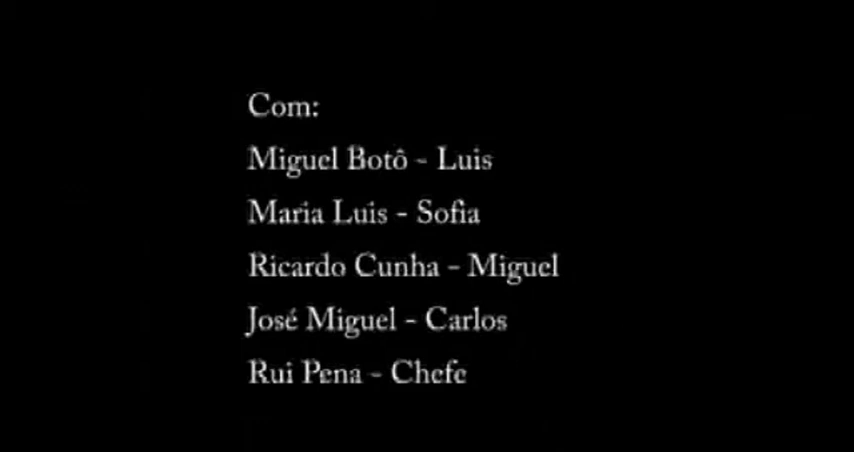 Com:
Miguel Botô - Luis
Maria Luis - Sofia
Ricardo Cunha - Miguel
José Miguel - Carlos
Rui Pena - Chefe